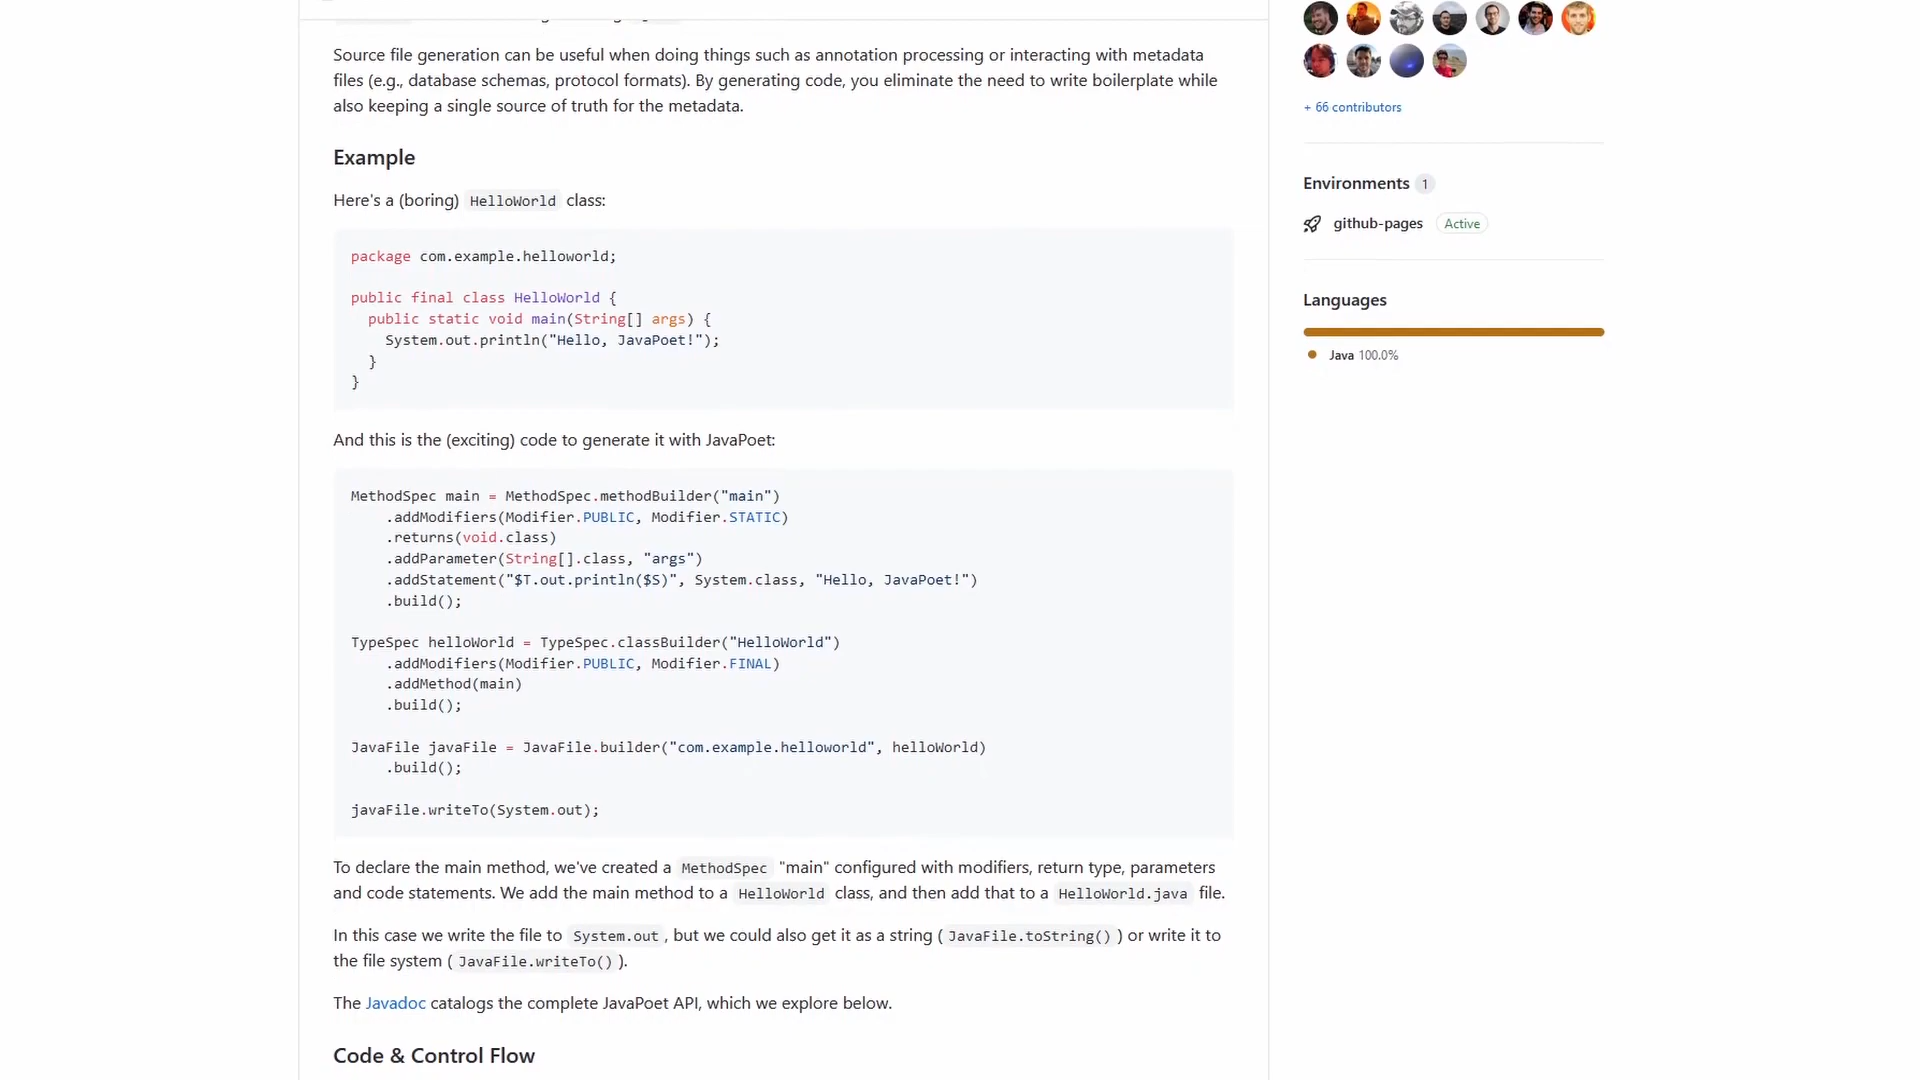 Source file generation can be useful when doing things such as annotation processing or interacting with metadata
files (e.g., database schemas, protocol formats). By generating code, you eliminate the need to write boilerplate while
also keeping a single source of truth for the metadata.
Example
Here's a (boring) HelloWorld class:
package com.example.helloworld;
public final class HelloWorld {
  public static void main(String[] args) {
    System.out.println("Hello, JavaPoet!");
  }
}
And this is the (exciting) code to generate it with JavaPoet:
MethodSpec main = MethodSpec.methodBuilder("main")
    .addModifiers(Modifier.PUBLIC, Modifier.STATIC)
    .returns(void.class)
    .addParameter(String[].class, "args")
    .addStatement("$T.out.println($S)", System.class, "Hello, JavaPoet!")
    .build();
TypeSpec helloWorld = TypeSpec.classBuilder("HelloWorld")
    .addModifiers(Modifier.PUBLIC, Modifier.FINAL)
    .addMethod(main)
    .build();
JavaFile javaFile = JavaFile.builder("com.example.helloworld", helloWorld)
    .build();
javaFile.writeTo(System.out);
To declare the main method, we've created a MethodSpec "main" configured with modifiers, return type, parameters
and code statements. We add the main method to a HelloWorld class, and then add that to a HelloWorld.java file.
In this case we write the file to System.out, but we could also get it as a string (JavaFile.toString()) or write it to
the file system (JavaFile.writeTo()).
The Javadoc catalogs the complete JavaPoet API, which we explore below.
Code & Control Flow
+ 66 contributors
Environments 1
github-pages Active
Languages
Java 100.0%